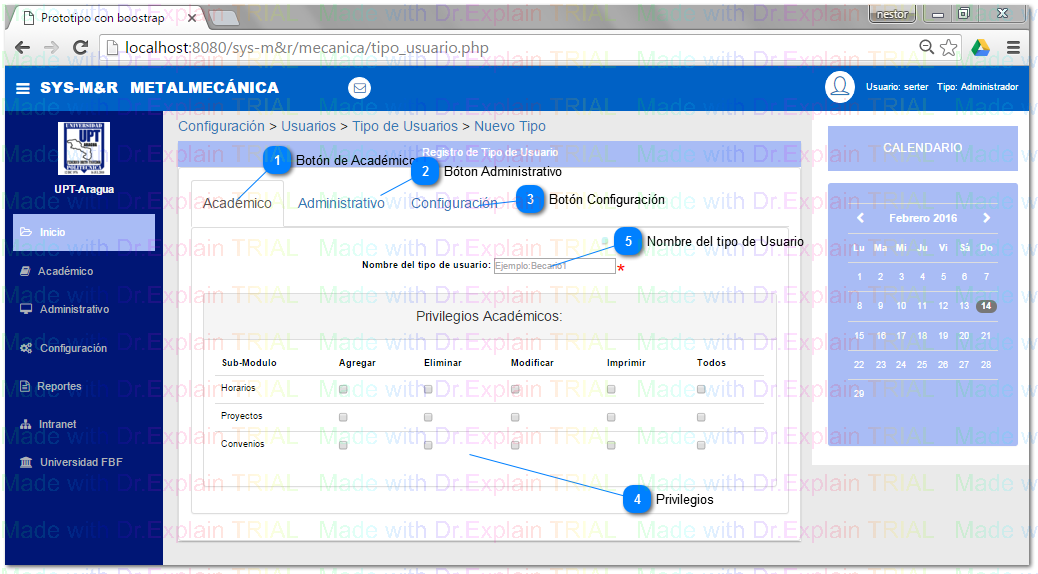 Prototipo con boostrap
nestor
localhost:8080/sys-m&r/mecanica/tipo_usuario.php
SYS-M&R METALMECÁNICA
Usuario: serter Tipo: Administrador
UNIVERSIDAD
UPT
UPT-Aragua
Inicio
Académico
Administrativo
Configuración
Reportes
Intranet
Universidad FBF
Configuración > Usuarios > Tipo de Usuarios > Nuevo Tipo
Registro de Tipo de Usuario
1 Botón de Académico
2 Bóton Administrativo
3 Botón Configuración
Académico Administrativo Configuración
5 Nombre del tipo de Usuario
Nombre del tipo de usuario: Ejemplo:Becario1 *
Privilegios Académicos:
Sub-Modulo Agregar Eliminar Modificar Imprimir Todos
Horarios
Proyectos
Convenios
4 Privilegios
CALENDARIO
Febrero 2016
Lu Ma Mi Ju Vi Sá Do
1 2 3 4 5 6 7
8 9 10 11 12 13 14
15 16 17 18 19 20 21
22 23 24 25 26 27 28
29
Made with Dr.Explain TRIAL